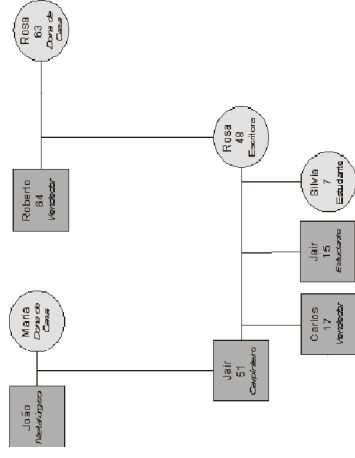 João
Metalúrgico
Maria
Dona de
Casa
Roberto
64
Vendedor
Rosa
63
Dona de
Casa
Jair
51
Carpinteiro
Rosa
49
Escritora
Carlos
17
Vendedor
Jair
15
Estudante
Silvia
7
Estudante